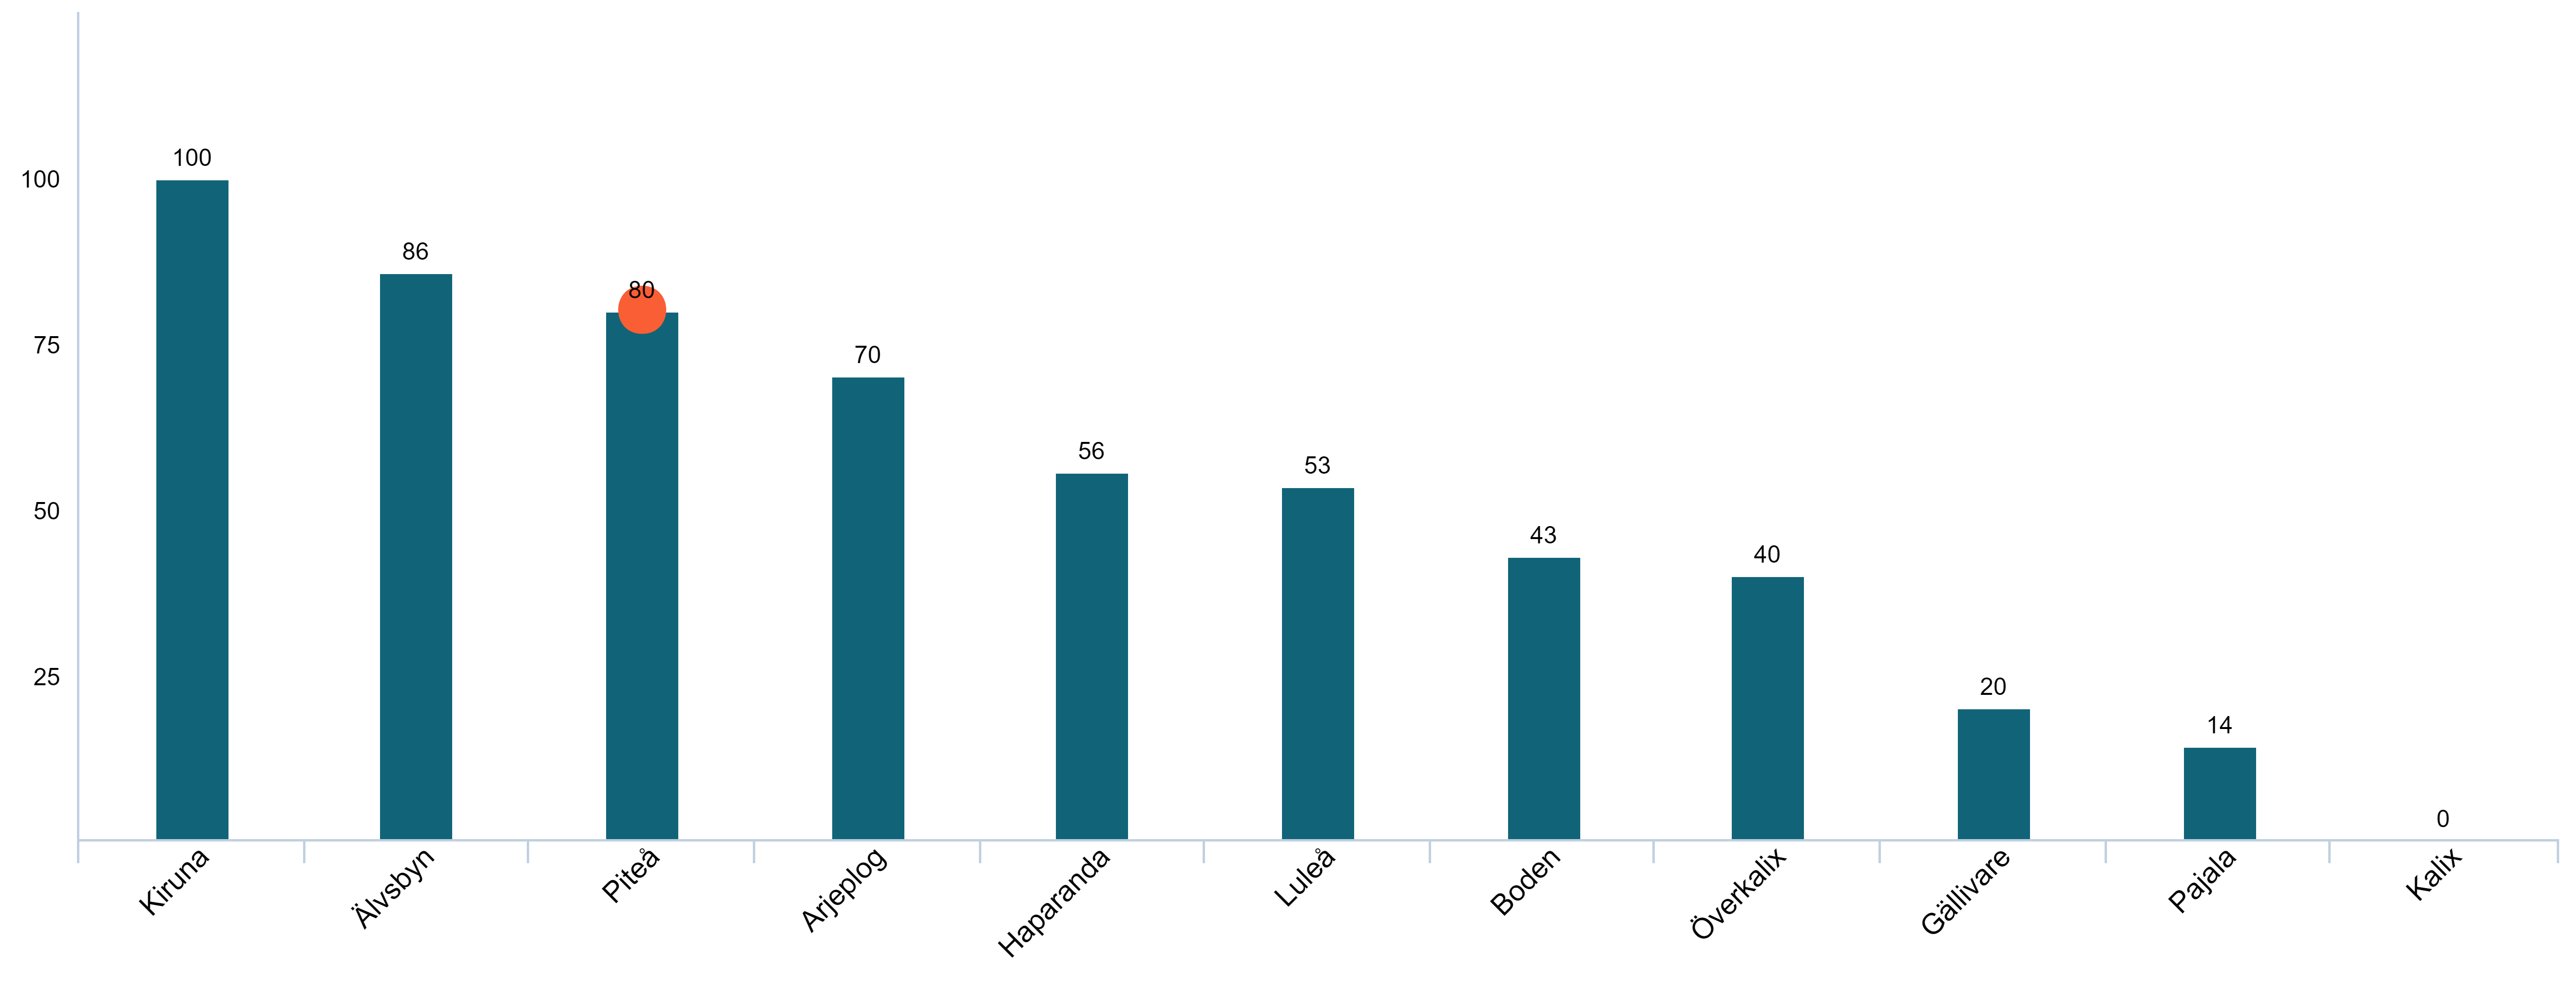 100
75
50
25
100
86
80
70
56
53
43
40
20
14
0
Kiruna
Älvsbyn
Piteå
Arjeplog
Haparanda
Luleå
Boden
Överkalix
Gällivare
Pajala
Kalix